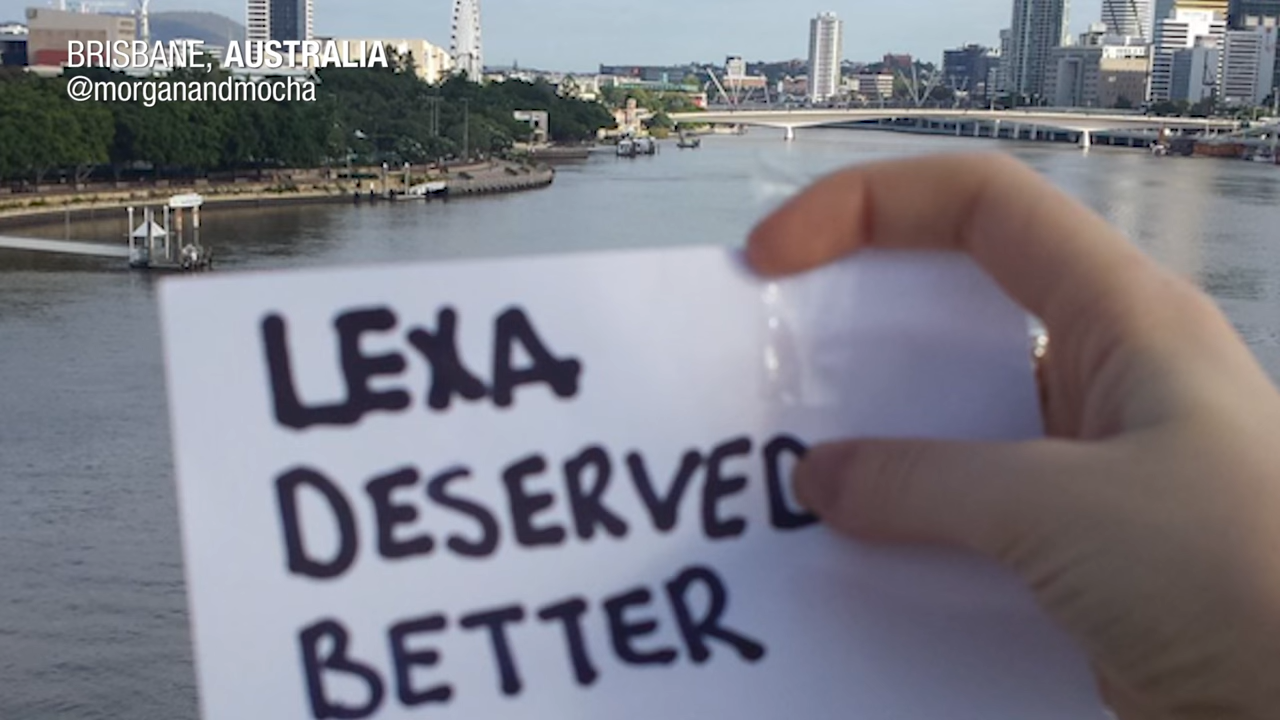 BRISBANE, AUSTRALIA
@morganandmocha
LEXA
DESERVED
BETTER